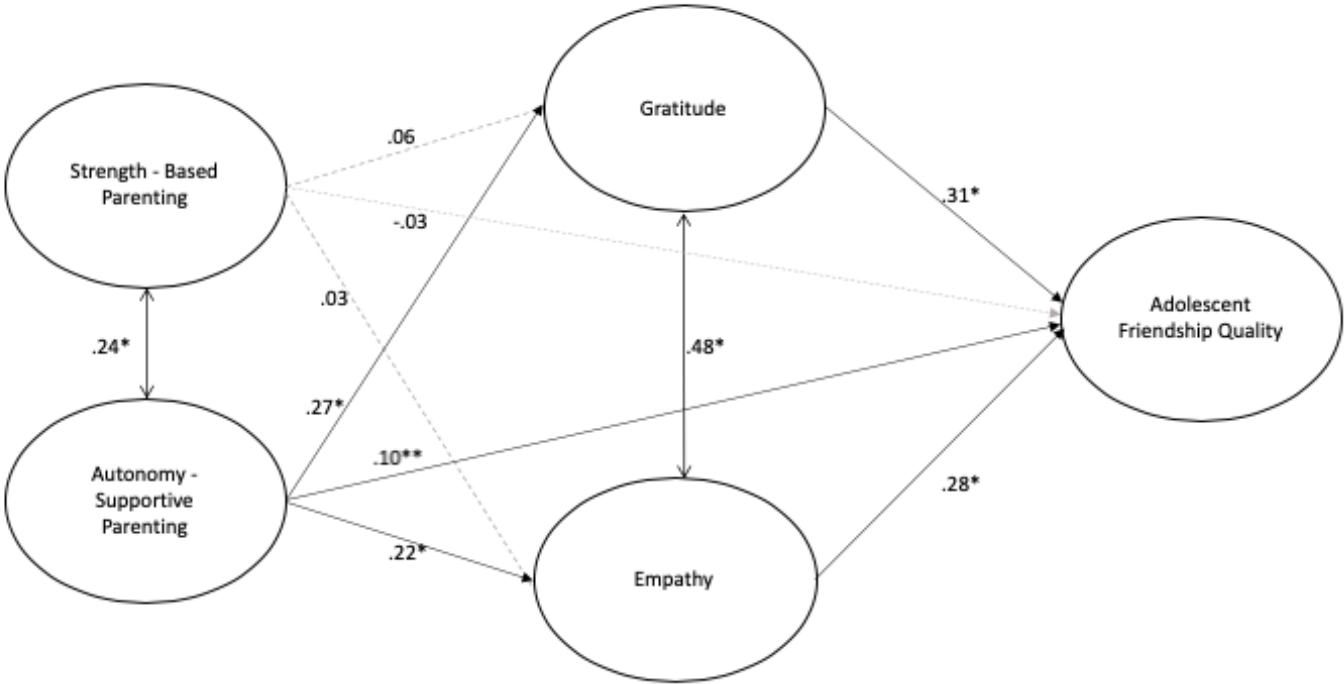 Gratitude
.06
Strength - Based
Parenting
-.03
.31*
.03
Adolescent
Friendship Quality
.24*
.48*
.27*
.10**
Autonomy -
Supportive
Parenting
.28*
.22*
Empathy